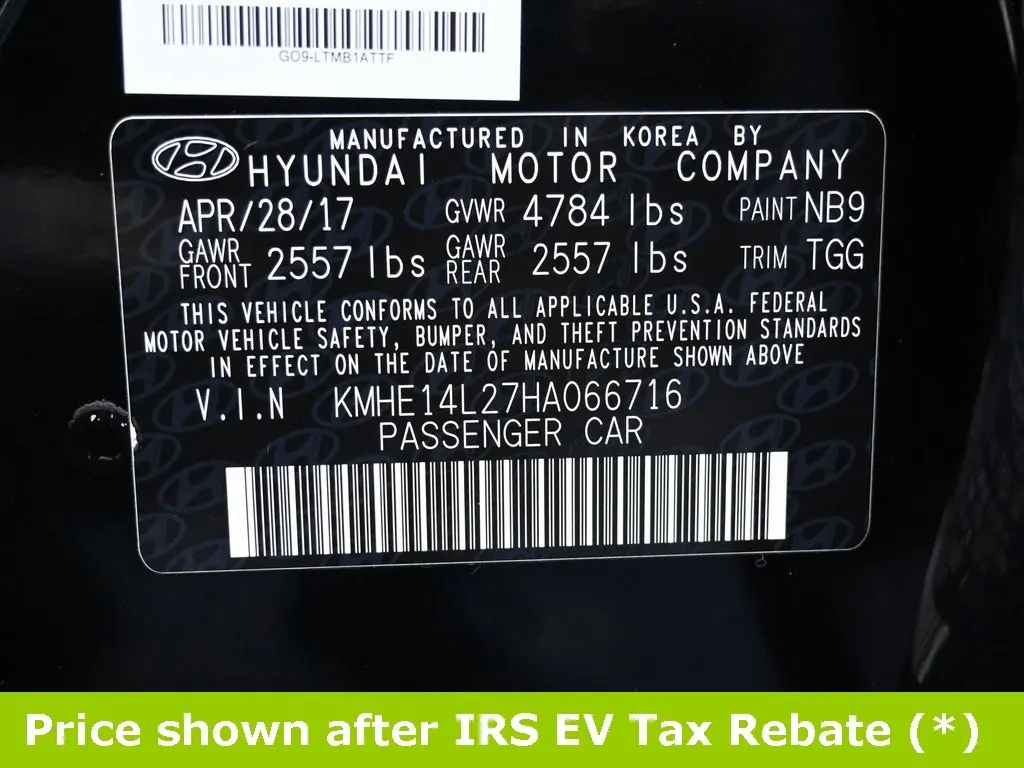 GO9-LTMB1ATTF
MANUFACTURED IN KOREA BY
HYUNDAI MOTOR COMPANY
APR/28/17 GVWR 4784 lbs PAINT NB9
GAWR FRONT 2557 lbs GAWR REAR 2557 lbs TRIM TGG
THIS VEHICLE CONFORMS TO ALL APPLICABLE U.S.A. FEDERAL
MOTOR VEHICLE SAFETY, BUMPER, AND THEFT PREVENTION STANDARDS
IN EFFECT ON THE DATE OF MANUFACTURE SHOWN ABOVE
V.I.N KMHE14L27HA066716
PASSENGER CAR
Price shown after IRS EV Tax Rebate (*)